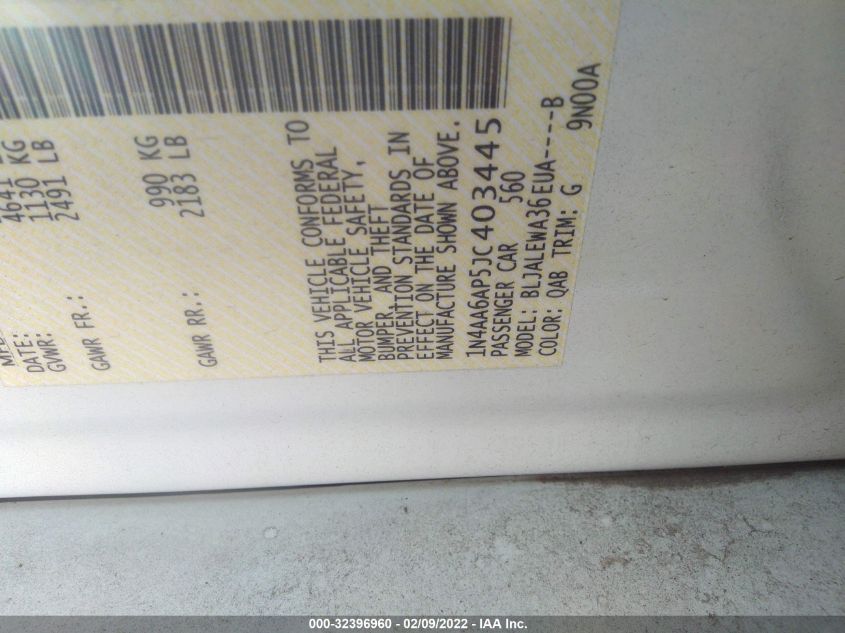 4641
1130 KG
2491 LB
990 KG
2183 LB
DATE:
GVWR:
GAWR FR.:
GAWR RR.:
THIS VEHICLE CONFORMS TO
ALL APPLICABLE FEDERAL
MOTOR VEHICLE SAFETY,
BUMPER, AND THEFT
PREVENTION STANDARDS IN
EFFECT ON THE DATE OF
MANUFACTURE SHOWN ABOVE.
1N4AA6AP5JC403445
PASSENGER CAR 560
MODEL: BLJALEWA36EUA----B
COLOR: QAB TRIM: G 9N00A
000-32396960 - 02/09/2022 - IAA Inc.